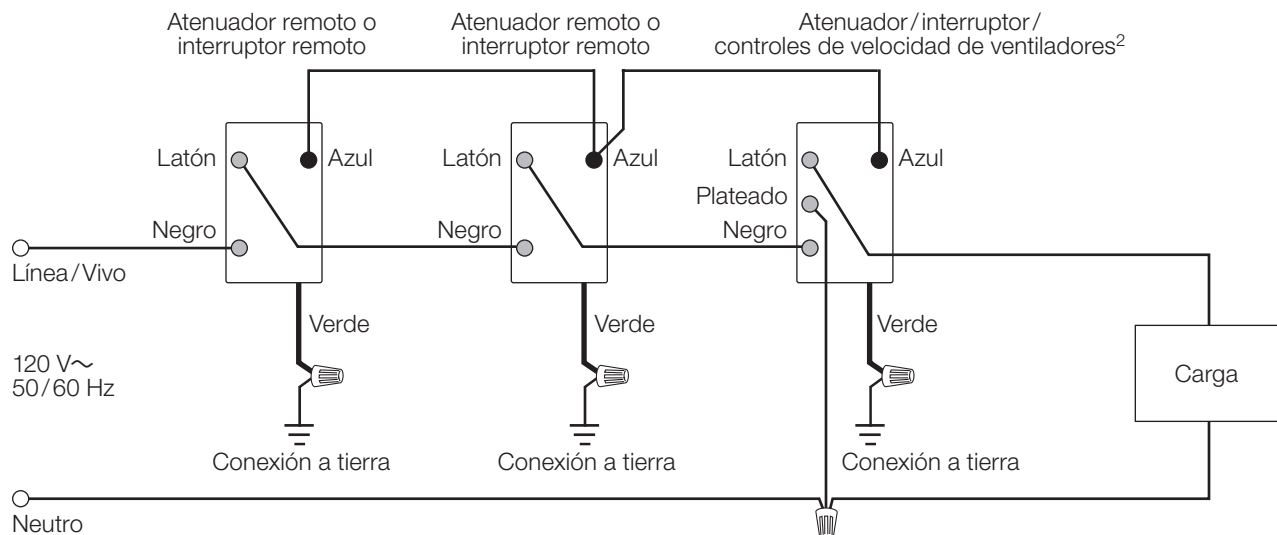 Atenuador remoto o
interruptor remoto
Atenuador remoto o
interruptor remoto
Atenuador/interruptor/
controles de velocidad de ventiladores²
Latón
Azul
Latón
Azul
Latón
Azul
Plateado
Negro
Negro
Negro
Línea/Vivo
Verde
Verde
Verde
120 V~
50/60 Hz
Carga
Conexión a tierra
Conexión a tierra
Conexión a tierra
Neutro